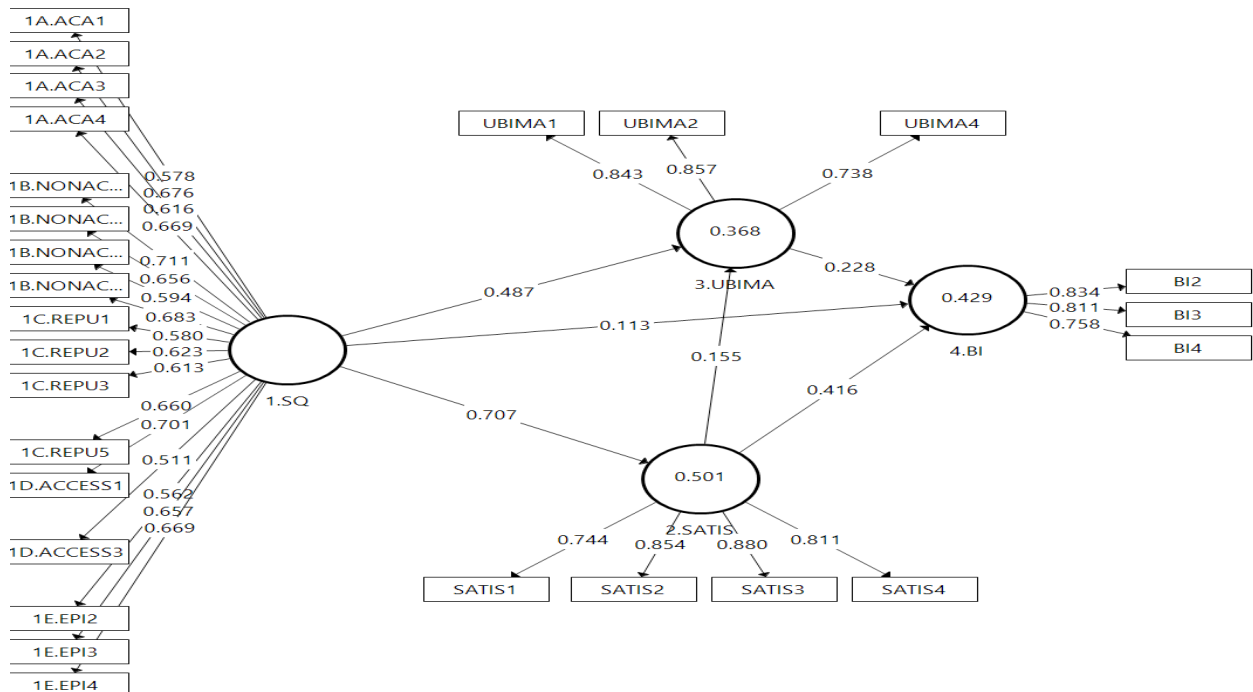 1A.ACA1
1A.ACA2
1A.ACA3
1A.ACA4
1B.NONAC...
1B.NONAC...
1B.NONAC...
1B.NONAC...
1C.REPU1
1C.REPU2
1C.REPU3
1C.REPU5
1D.ACCESS1
1D.ACCESS3
1E.EPI2
1E.EPI3
1E.EPI4
0.578
0.676
0.616
0.669
0.711
0.656
0.594
0.683
0.580
0.623
0.613
0.660
0.701
0.511
0.562
0.657
0.669
1.SQ
0.487
0.113
0.707
UBIMA1
UBIMA2
UBIMA4
0.843
0.857
0.738
0.368
3.UBIMA
0.228
0.155
0.416
0.501
2.SATIS
0.744
0.854
0.880
0.811
SATIS1
SATIS2
SATIS3
SATIS4
0.429
4.BI
0.834
0.811
0.758
BI2
BI3
BI4